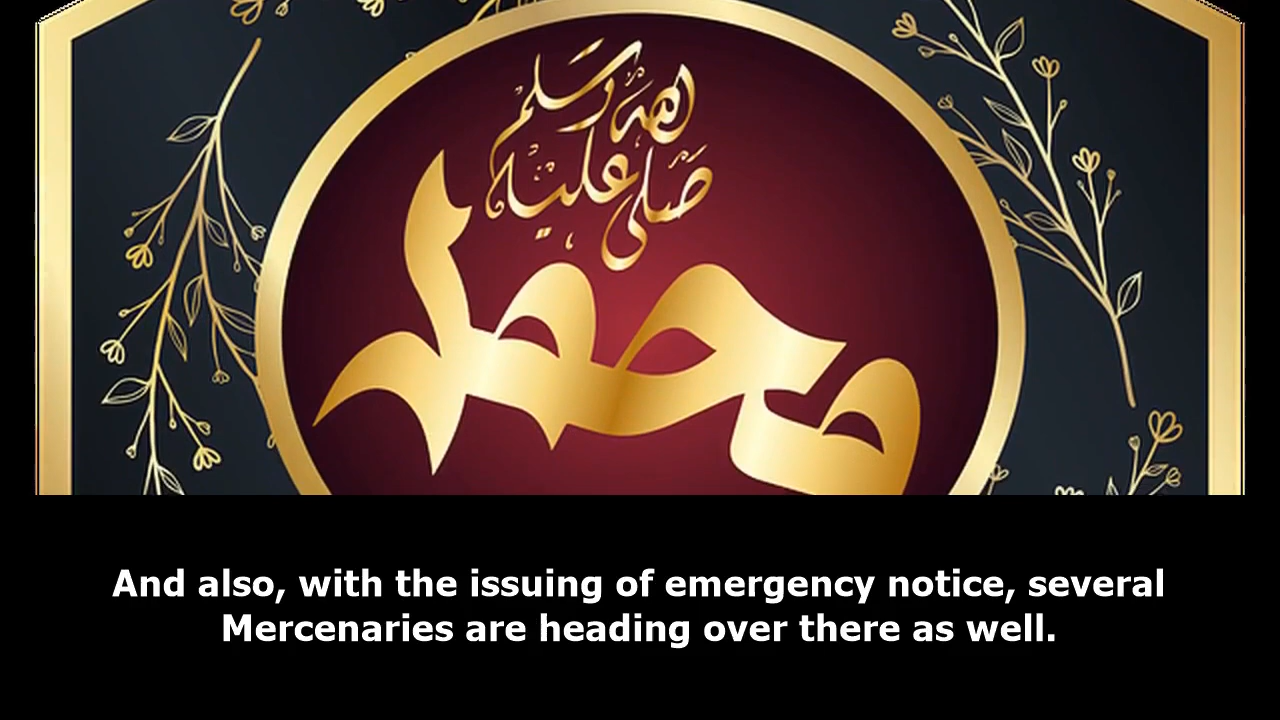 صلى
الله
عليه
وسلم
محمد
And also, with the issuing of emergency notice, several
Mercenaries are heading over there as well.